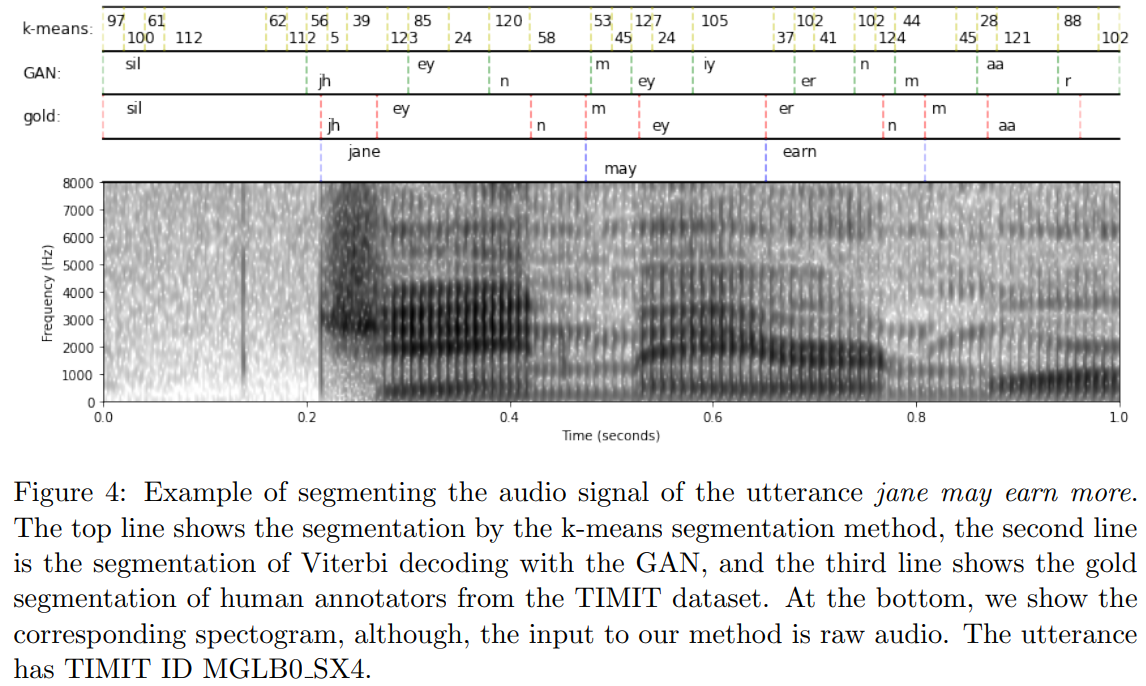 k-means: 97 61 62 56 39 85 120 53 127 105 102 102 44 28 88
100 112 112 5 123 24 58 45 24 37 41 124 45 121 102
GAN: sil ey m iy n aa
jh n ey er m r
gold: sil ey m er m
jh n ey n aa
jane earn
may
8000
7000
6000
5000
4000
3000
2000
1000
0
Frequency (Hz)
0.0 0.2 0.4 0.6 0.8 1.0
Time (seconds)
Figure 4: Example of segmenting the audio signal of the utterance jane may earn more.
The top line shows the segmentation by the k-means segmentation method, the second line
is the segmentation of Viterbi decoding with the GAN, and the third line shows the gold
segmentation of human annotators from the TIMIT dataset. At the bottom, we show the
corresponding spectogram, although, the input to our method is raw audio. The utterance
has TIMIT ID MGLB0_SX4.